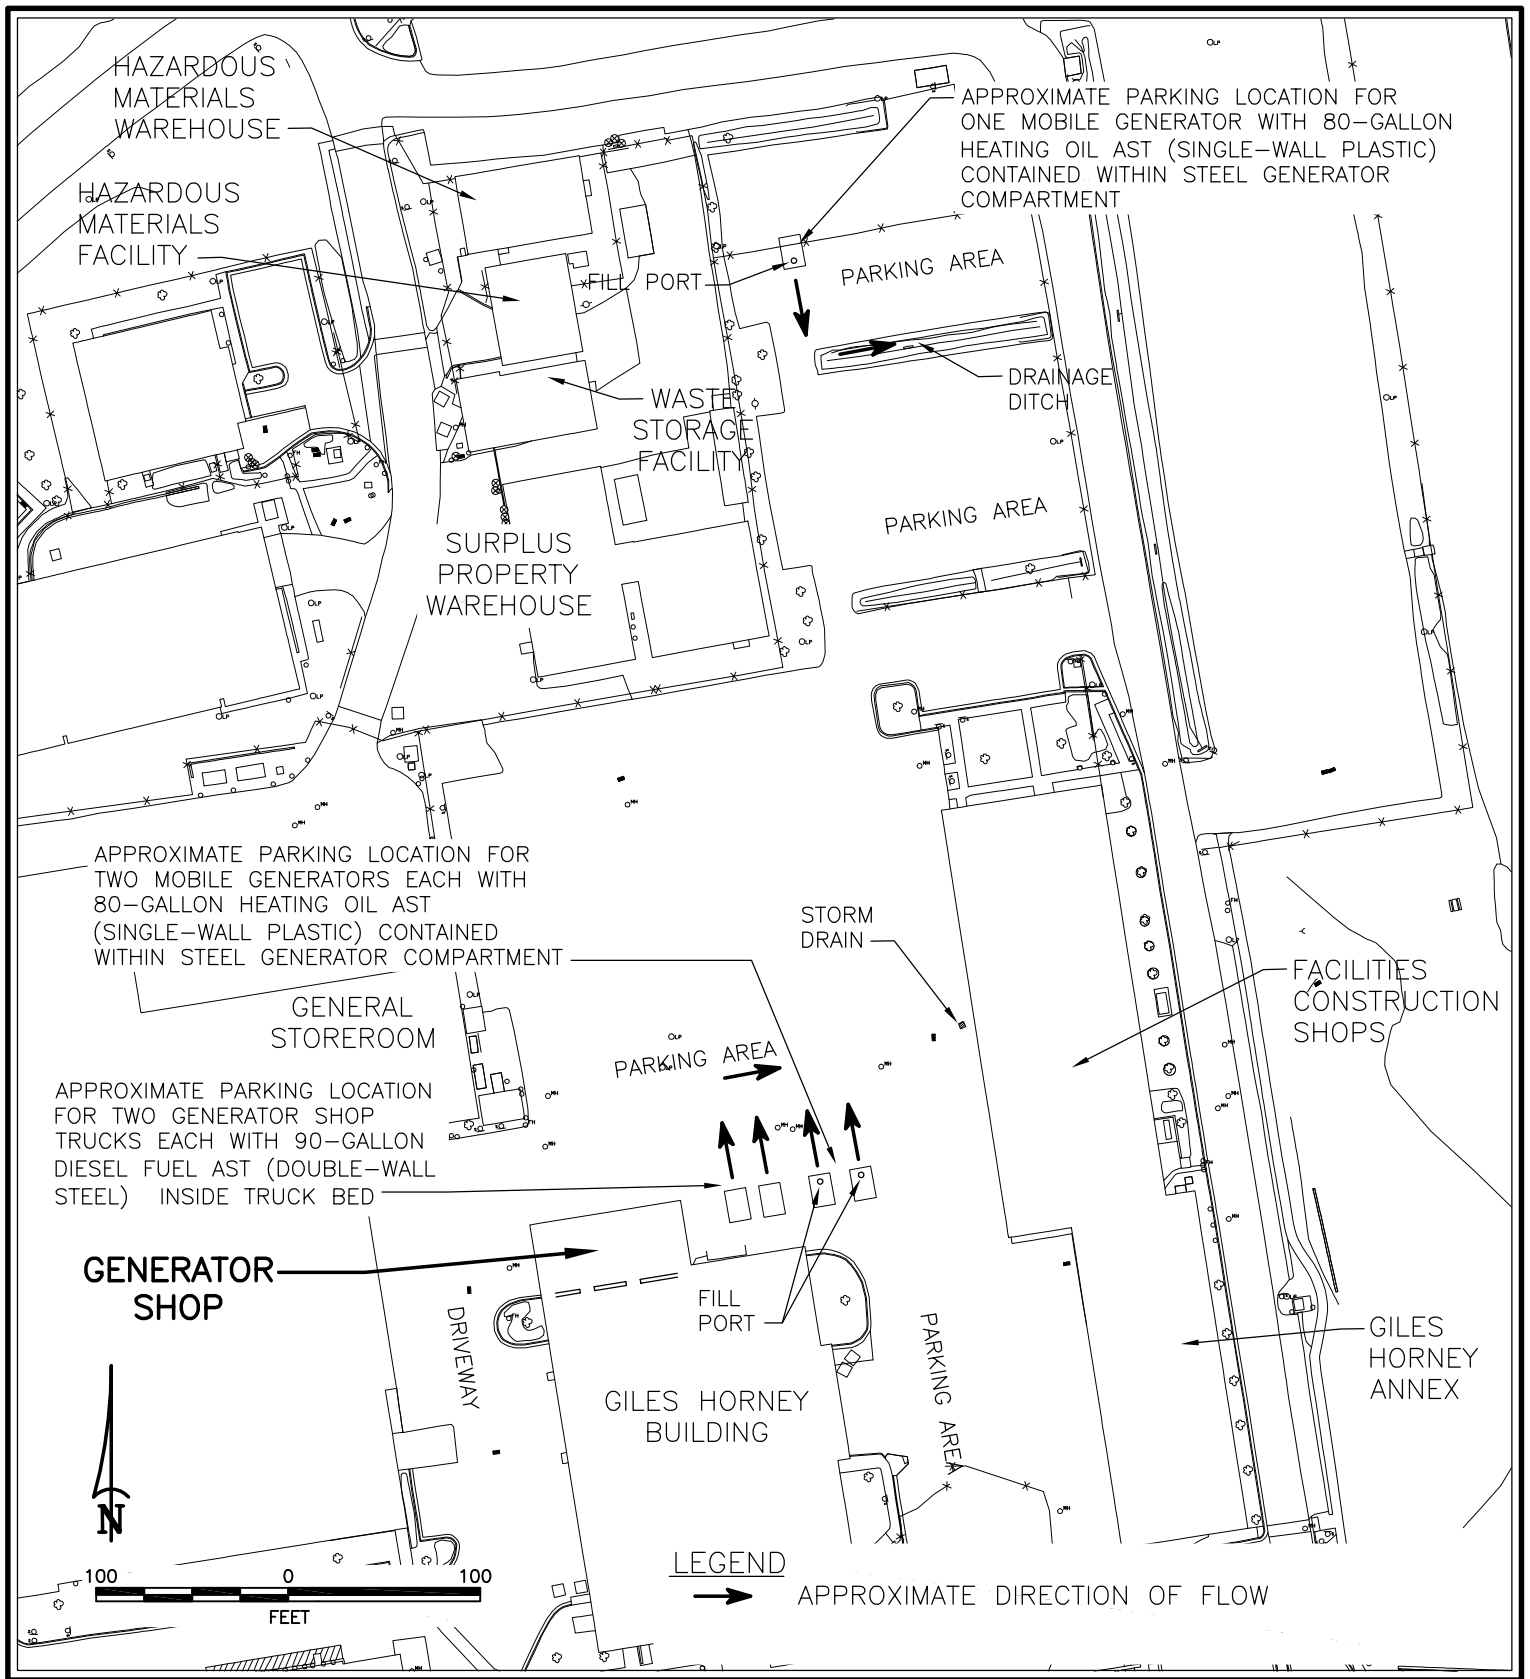 HAZARDOUS
MATERIALS
WAREHOUSE
APPROXIMATE PARKING LOCATION FOR
ONE MOBILE GENERATOR WITH 80-GALLON
HEATING OIL AST (SINGLE-WALL PLASTIC)
CONTAINED WITHIN STEEL GENERATOR
COMPARTMENT
HAZARDOUS
MATERIALS
FACILITY
FILL PORT
PARKING AREA
DRAINAGE
DITCH
WASTE
STORAGE
FACILITY
PARKING AREA
SURPLUS
PROPERTY
WAREHOUSE
APPROXIMATE PARKING LOCATION FOR
TWO MOBILE GENERATORS EACH WITH
80-GALLON HEATING OIL AST
(SINGLE-WALL PLASTIC) CONTAINED
WITHIN STEEL GENERATOR COMPARTMENT
STORM
DRAIN
FACILITIES
CONSTRUCTION
SHOPS
GENERAL
STOREROOM
PARKING AREA
APPROXIMATE PARKING LOCATION
FOR TWO GENERATOR SHOP
TRUCKS EACH WITH 90-GALLON
DIESEL FUEL AST (DOUBLE-WALL
STEEL) INSIDE TRUCK BED
GENERATOR
SHOP
FILL
PORT
DRIVEWAY
PARKING AREA
GILES
HORNEY
ANNEX
GILES HORNEY
BUILDING
N
100 0 100
FEET
LEGEND
APPROXIMATE DIRECTION OF FLOW